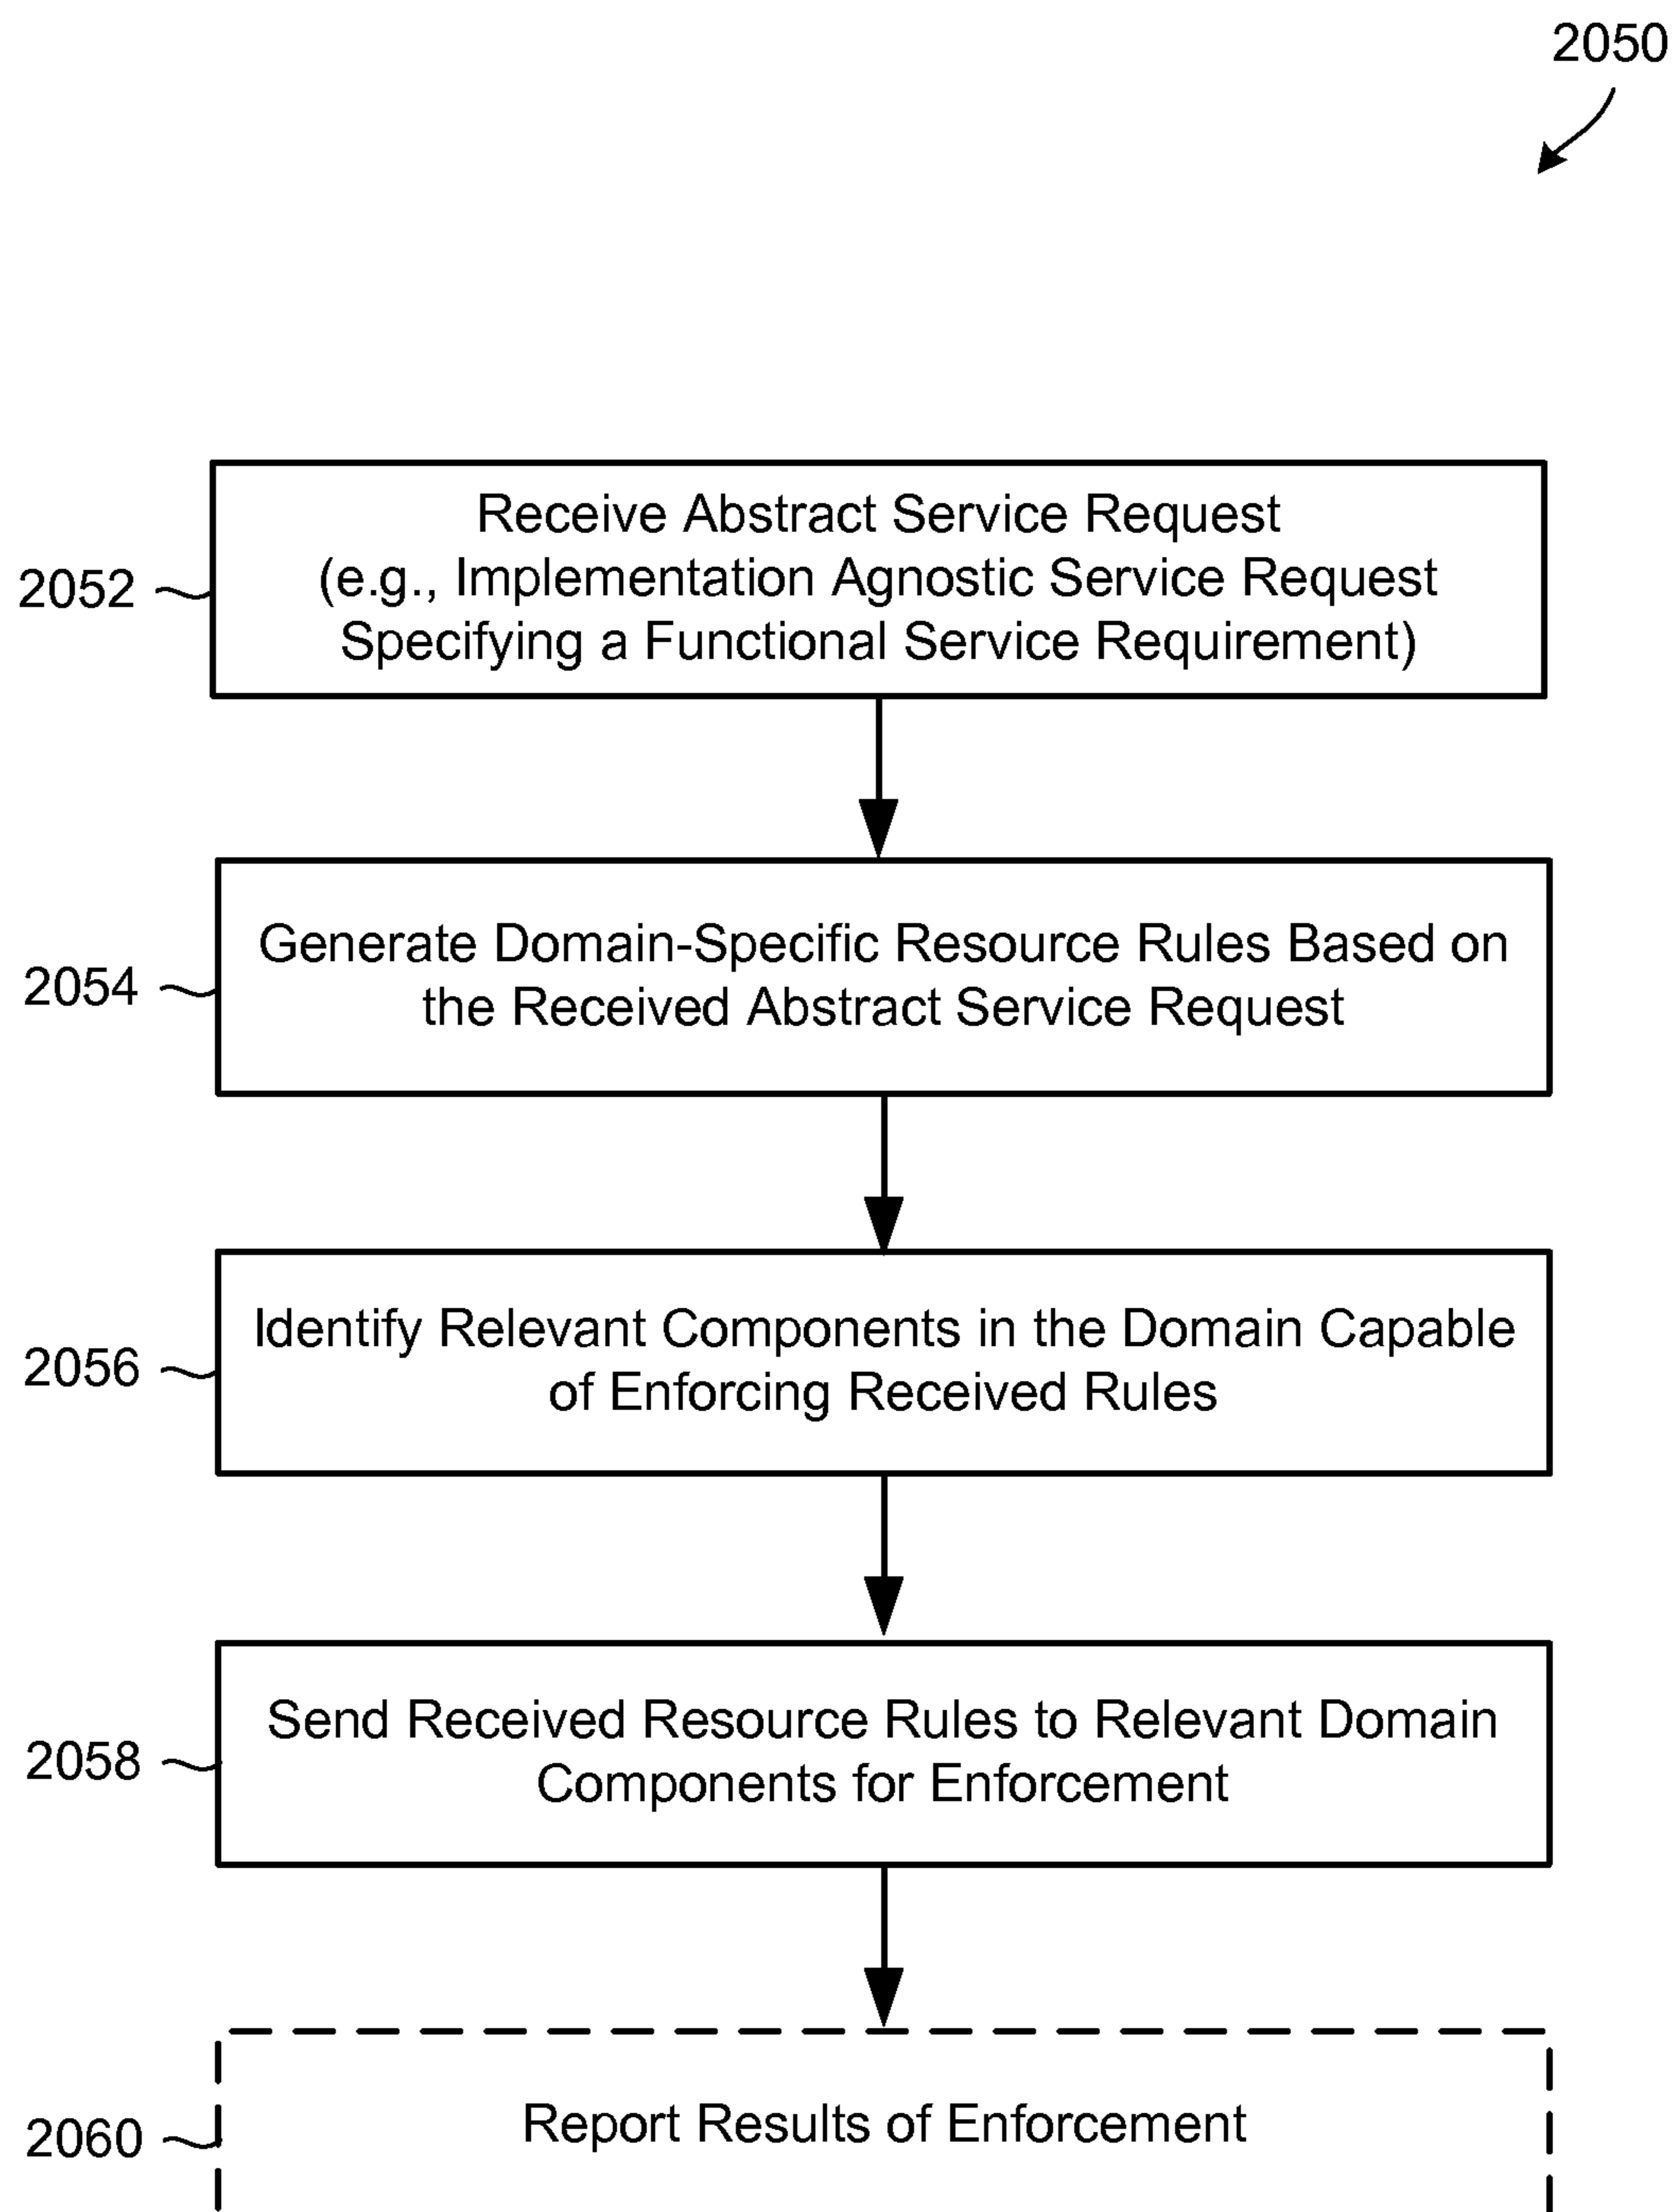 2050
Receive Abstract Service Request
(e.g., Implementation Agnostic Service Request
Specifying a Functional Service Requirement)
2052
Generate Domain-Specific Resource Rules Based on
the Received Abstract Service Request
2054
Identify Relevant Components in the Domain Capable
of Enforcing Received Rules
2056
Send Received Resource Rules to Relevant Domain
Components for Enforcement
2058
Report Results of Enforcement
2060